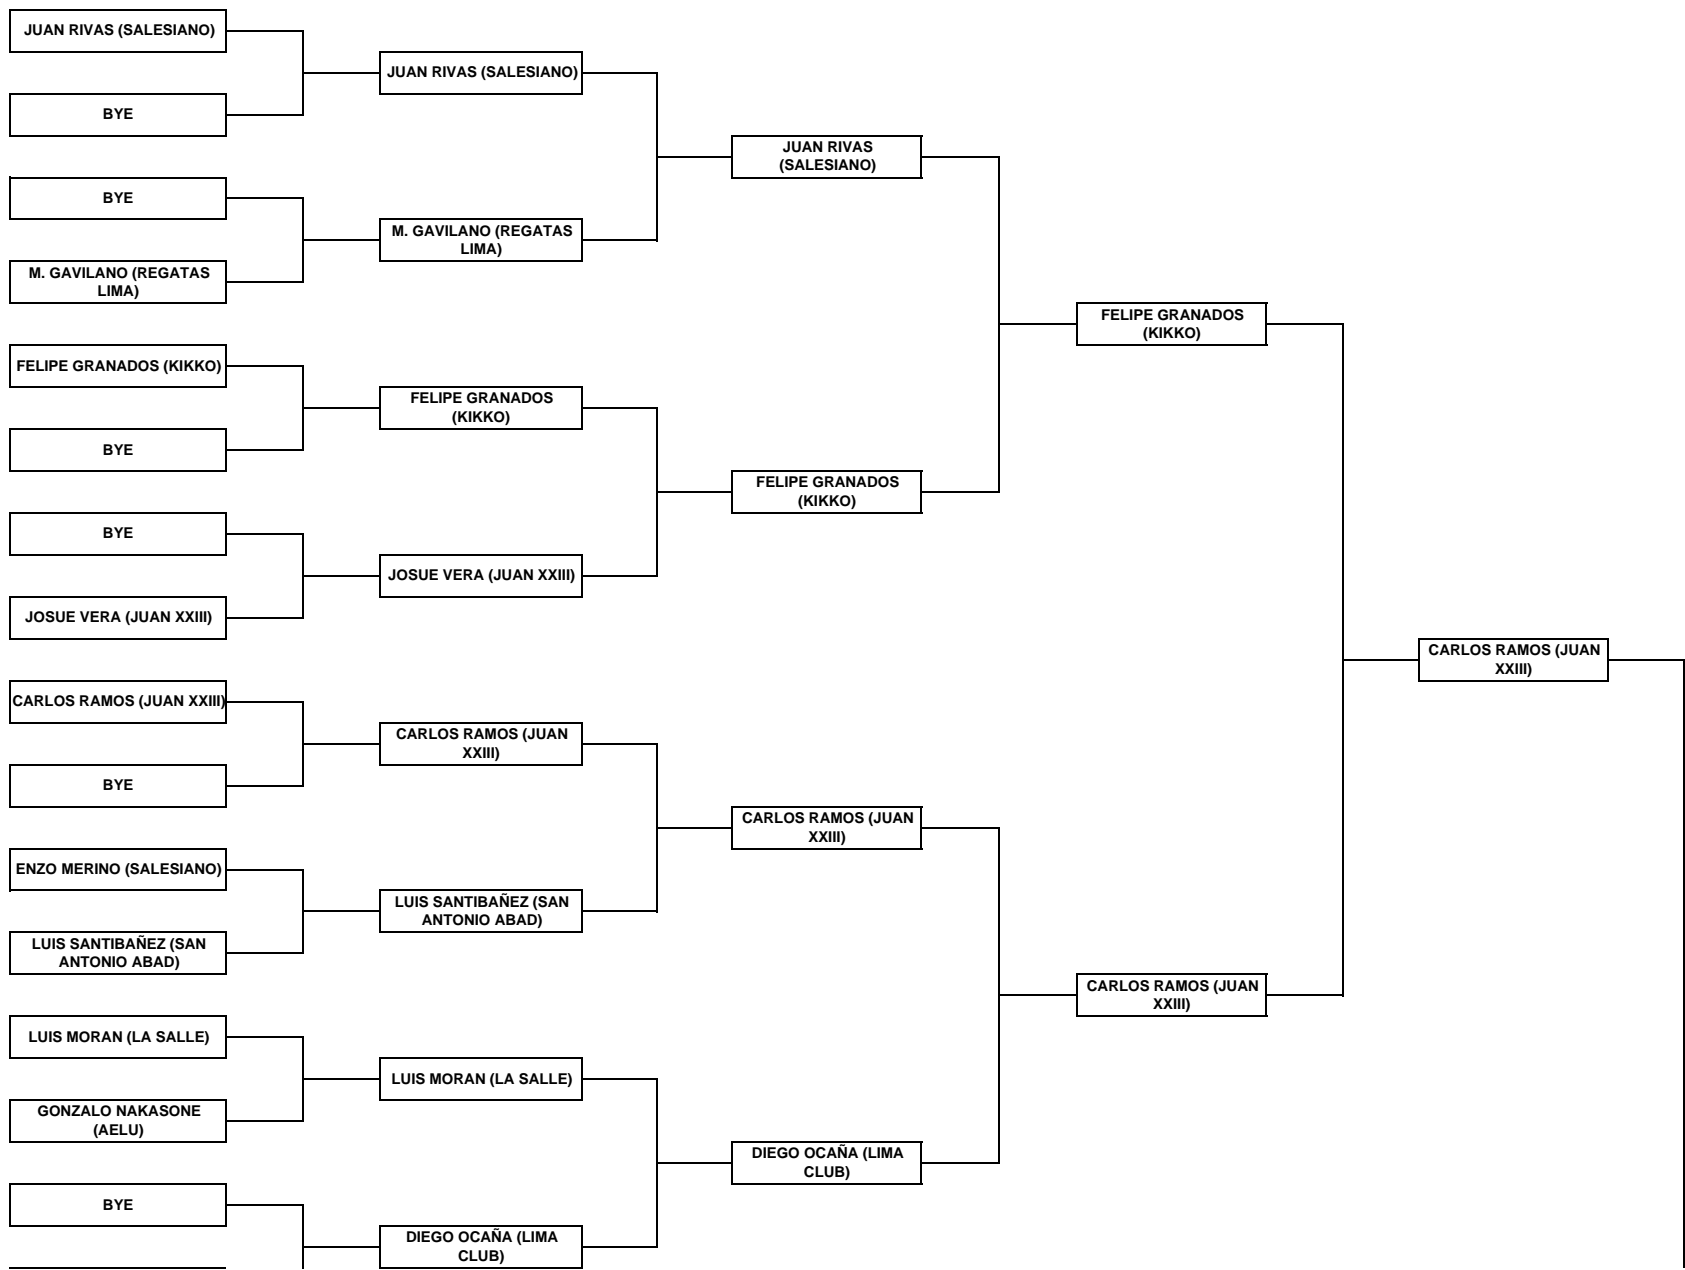 JUAN RIVAS (SALESIANO)
BYE
BYE
M. GAVILANO (REGATAS
LIMA)
FELIPE GRANADOS (KIKKO)
BYE
BYE
JOSUE VERA (JUAN XXIII)
CARLOS RAMOS (JUAN XXIII)
BYE
ENZO MERINO (SALESIANO)
LUIS SANTIBAÑEZ (SAN
ANTONIO ABAD)
LUIS MORAN (LA SALLE)
GONZALO NAKASONE
(AELU)
BYE
JUAN RIVAS (SALESIANO)
M. GAVILANO (REGATAS
LIMA)
FELIPE GRANADOS
(KIKKO)
JOSUE VERA (JUAN XXIII)
CARLOS RAMOS (JUAN
XXIII)
LUIS SANTIBAÑEZ (SAN
ANTONIO ABAD)
LUIS MORAN (LA SALLE)
DIEGO OCAÑA (LIMA
CLUB)
JUAN RIVAS
(SALESIANO)
FELIPE GRANADOS
(KIKKO)
CARLOS RAMOS (JUAN
XXIII)
DIEGO OCAÑA (LIMA
CLUB)
FELIPE GRANADOS
(KIKKO)
CARLOS RAMOS (JUAN
XXIII)
CARLOS RAMOS (JUAN
XXIII)